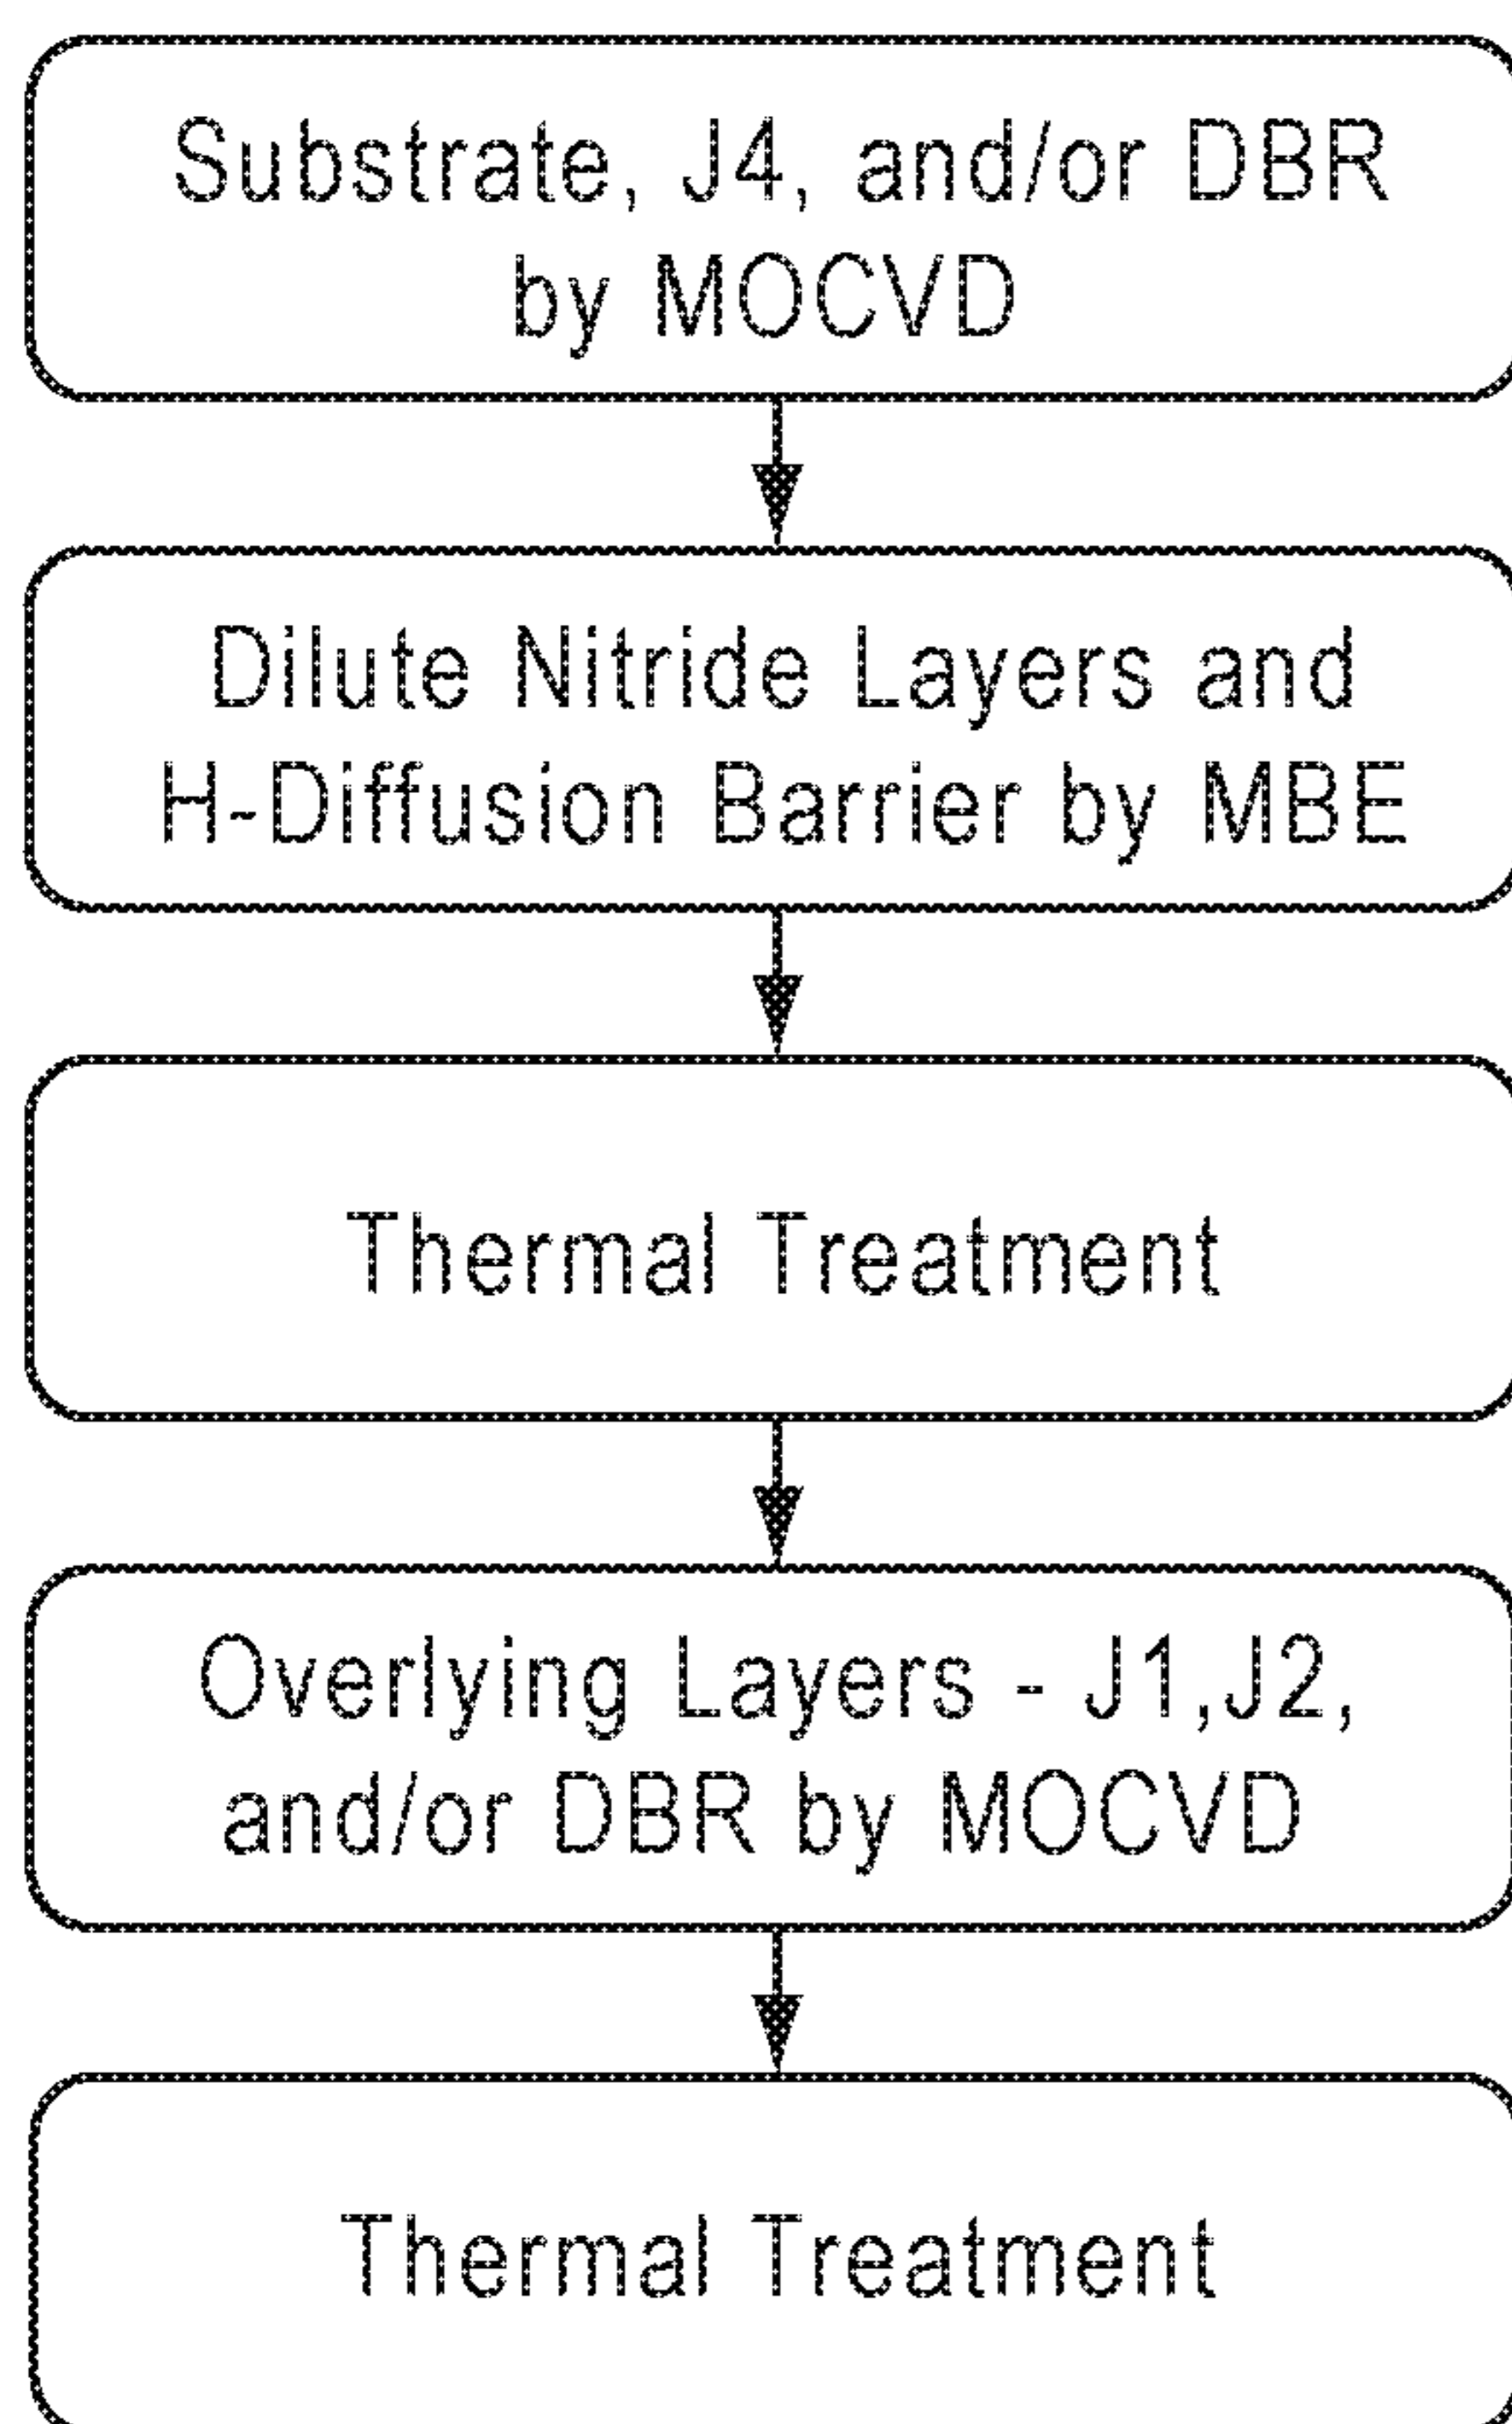 Substrate, J4, and/or DBR
by MOCVD
Dilute Nitride Layers and
H-Diffusion Barrier by MBE
Thermal Treatment
Overlying Layers - J1,J2,
and/or DBR by MOCVD
Thermal Treatment